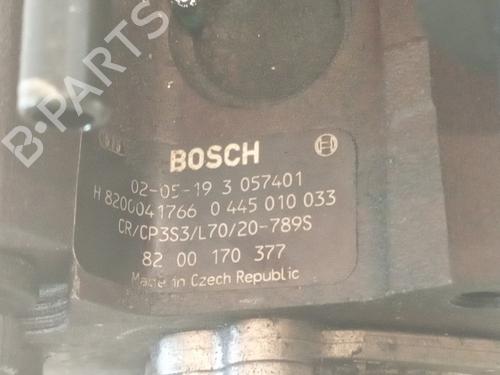 B-PARTS
BOSCH
02-05-19 3 057401
H 8200041766 0 445 010 033
CR/CP3S3/L70/20-789S
82 00 170 377
Made in Czech Republic